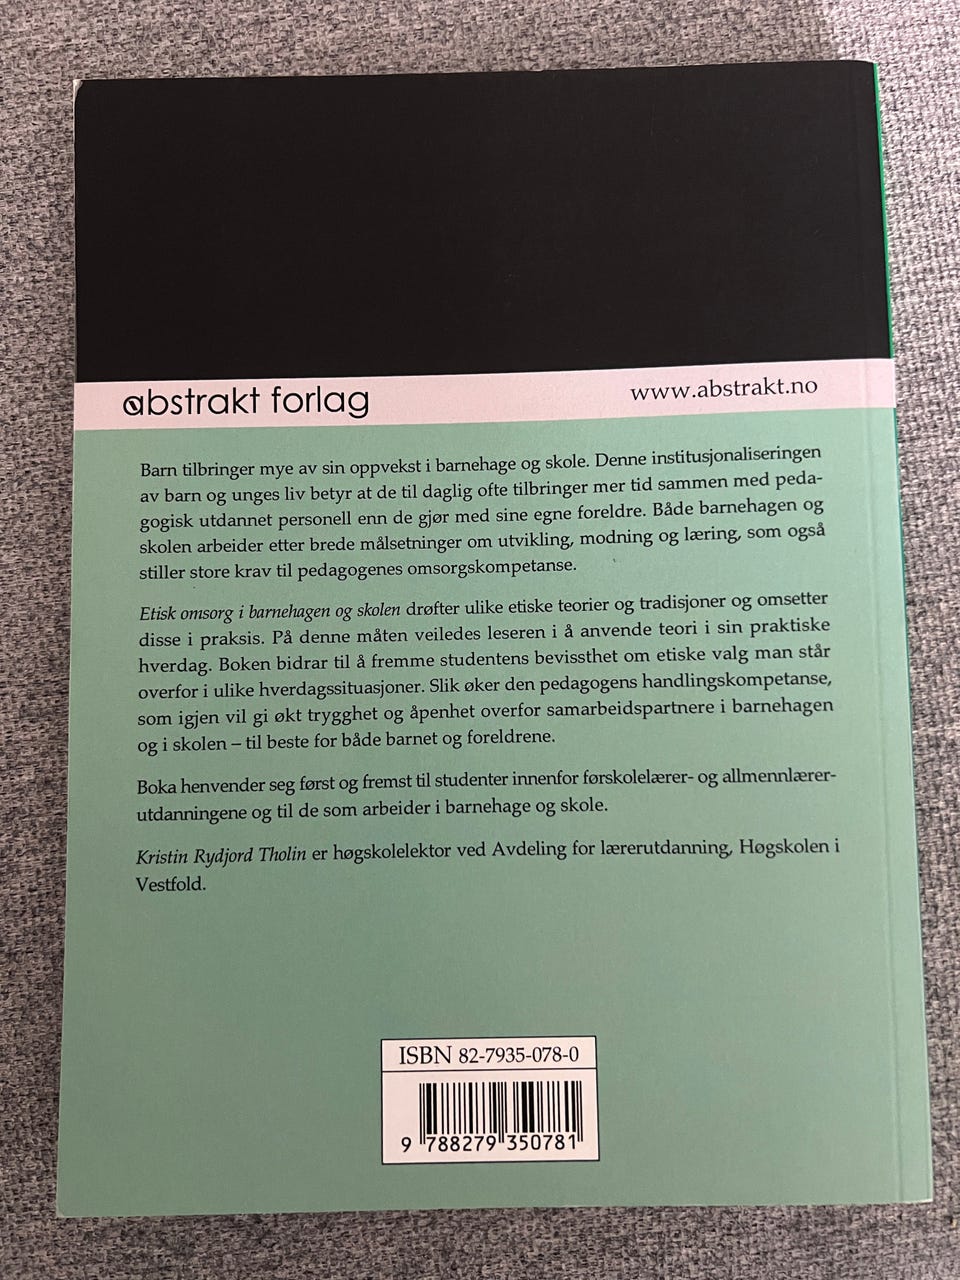 abstrakt forlag
www.abstrakt.no
Barn tilbringer mye av sin oppvekst i barnehage og skole. Denne institusjonaliseringen
av barn og unges liv betyr at de til daglig ofte tilbringer mer tid sammen med peda-
gogisk utdannet personell enn de gjør med sine egne foreldre. Både barnehagen og
skolen arbeider etter brede målsetninger om utvikling, modning og læring, som også
stiller store krav til pedagogenes omsorgskompetanse.
Etisk omsorg i barnehagen og skolen drøfter ulike etiske teorier og tradisjoner og omsetter
disse i praksis. På denne måten veiledes leseren i å anvende teori i sin praktiske
hverdag. Boken bidrar til å fremme studentens bevissthet om etiske valg man står
overfor i ulike hverdagssituasjoner. Slik øker den pedagogens handlingskompetanse,
som igjen vil gi økt trygghet og åpenhet overfor samarbeidspartnere i barnehagen
og i skolen – til beste for både barnet og foreldrene.
Boka henvender seg først og fremst til studenter innenfor førskolelærer- og allmennlærer-
utdanningene og til de som arbeider i barnehage og skole.
Kristin Rydjord Tholin er høgskolelektor ved Avdeling for lærerutdanning, Høgskolen i
Vestfold.
ISBN 82-7935-078-0
9 788279 350781